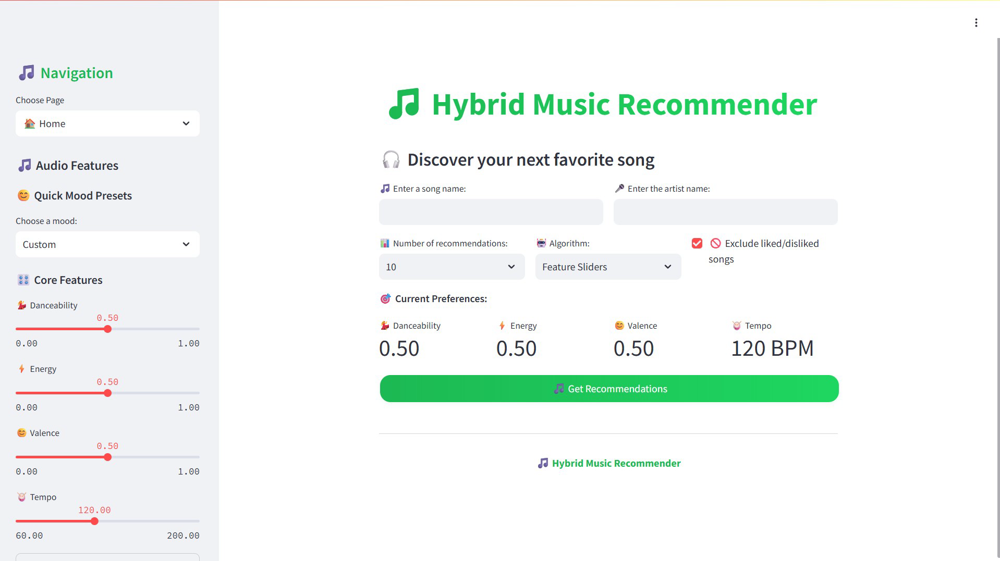 Navigation
Choose Page
Home
Audio Features
Quick Mood Presets
Choose a mood:
Custom
Core Features
Danceability
0.50
0.00 1.00
Energy
0.50
0.00 1.00
Valence
0.50
0.00 1.00
Tempo
120.00
60.00 200.00
Hybrid Music Recommender
Discover your next favorite song
Enter a song name: Enter the artist name:
Number of recommendations: Algorithm: Exclude liked/disliked
songs
10 Feature Sliders
Current Preferences:
Danceability Energy Valence Tempo
0.50 0.50 0.50 120 BPM
Get Recommendations
Hybrid Music Recommender